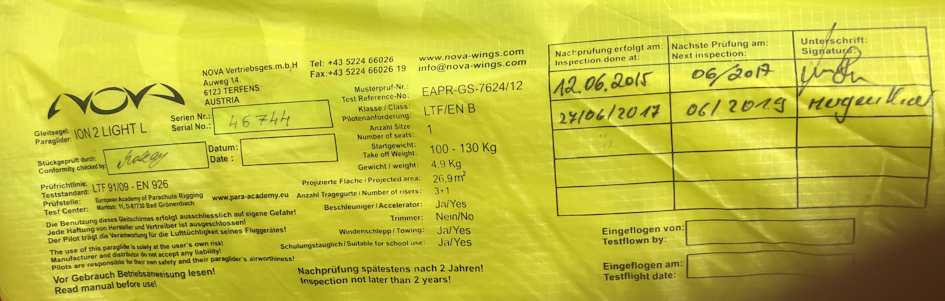 NOVA
Gleitsegel:
Paraglider: ION 2 LIGHT L
Stückgeprüft durch:
Conformity checked by:
Prüfrichtlinie:
Teststandard: LTF 91/09 - EN 926
Prüfstelle: European Academy of Parachute Rigging
Test Center: Merktstr. 11, D-87730 Bad Grönenbach
www.para-academy.eu
Die Benutzung dieses Gleitschirmes erfolgt ausschliesslich auf eigene Gefahr!
Jede Haftung von Hersteller und Vertreiber ist ausgeschlossen!
Der Pilot trägt die Verantwortung für die Lufttüchtigkeit seines Fluggerätes!
The use of this paraglide is solely at the user's own risk!
Manufacturer and distributor do not accept any liability!
Pilots are responsible for their own safety and their paraglider's airworthiness!
Vor Gebrauch Betriebsanweisung lesen!
Read manual before use!
NOVA Vertriebsges.m.b.H
Auweg 14.
6123 TERFENS
AUSTRIA
Serien Nr.:
Serial No.: 46744
Datum:
Date :
Tel: +43 5224 66026
Fax:+43 5224 66026 19
www.nova-wings.com
info@nova-wings.com
Musterpruf-Nr.:
Test Reference-No: EAPR-GS-7624/12
Klasse / Class:
Pilotenanforderung: LTF/EN B
Anzahl Sitze:
Number of seats: 1
Startgewicht:
Take off Weight: 100 - 130 Kg
Gewicht / weight: 4,9 Kg
Projizierte Fläche / Projected area: 26,9 m²
Anzahl Tragegurte / Number of risers: 3+1
Beschleuniger/Accelerator: Ja/Yes
Trimmer: Nein/No
Windenschlepp / Towing: Ja/Yes
Schulungstauglich/Suitable for school use: Ja/Yes
Nachprüfung spätestens nach 2 Jahren!
Inspection not later than 2 years!
Nachprüfung erfolgt am:
Inspection done at:
Nächste Prüfung am:
Next inspection:
Unterschrift:
Signature:
12.06.2015 06/2017
27/06/2017 06/2019
Eingeflogen von:
Testflown by:
Eingeflogen am:
Testflight date: